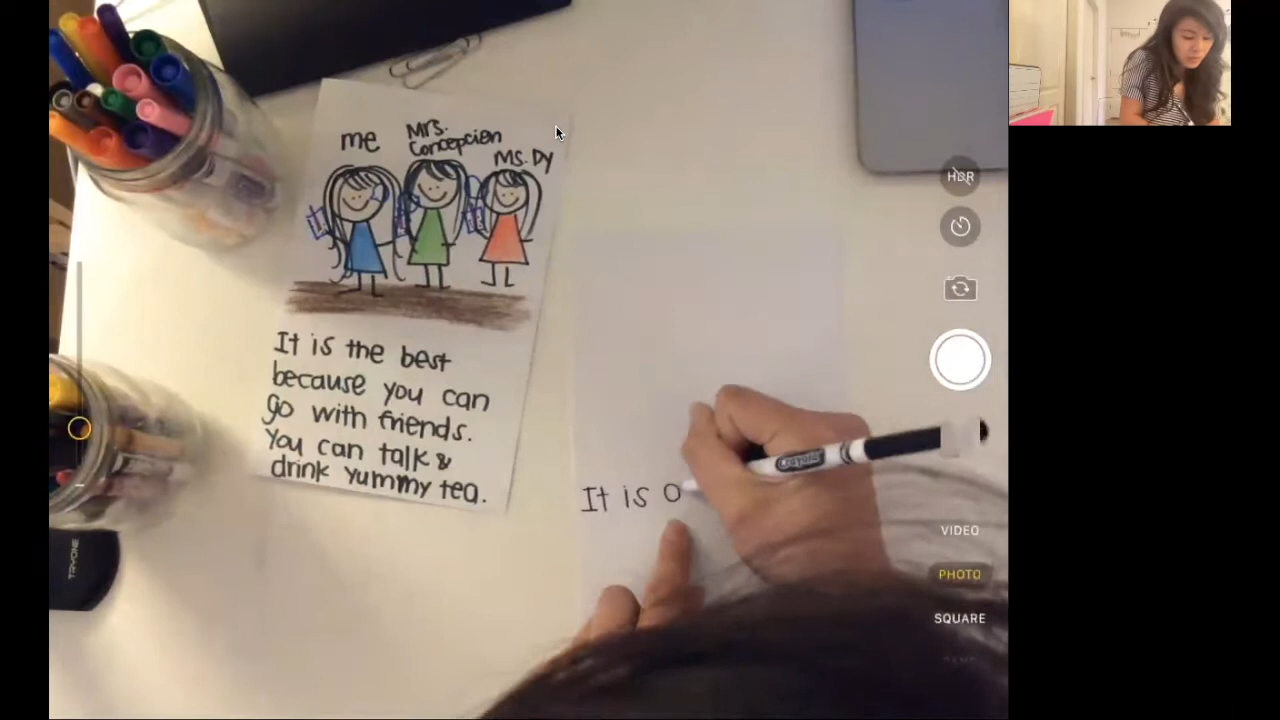 me
Mrs.
Concepcion
Ms. Dy
It is the best
because you can
go with friends.
You can talk &
drink yummy tea.
It is o
Crayola
TRYONE
HDR
VIDEO
PHOTO
SQUARE